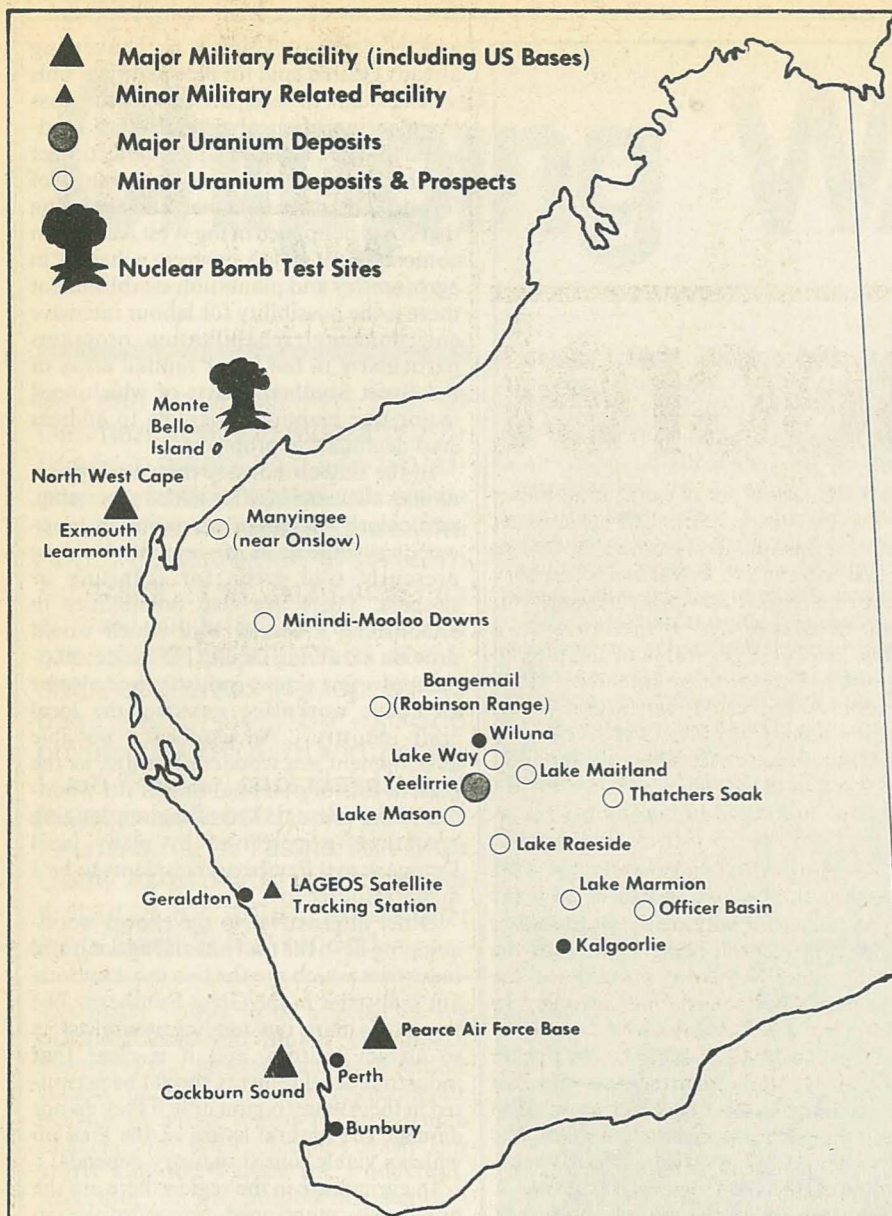 Major Military Facility (including US Bases)
Minor Military Related Facility
Major Uranium Deposits
Minor Uranium Deposits & Prospects
Nuclear Bomb Test Sites
Monte
Bello
Island
North West Cape
Exmouth
Learmonth
Manyingee
(near Onslow)
Minindi-Mooloo Downs
Bangemail
(Robinson Range)
Wiluna
Lake Way
Lake Maitland
Yeelirrie
Thatchers Soak
Lake Mason
Lake Raeside
Lake Marmion
Officer Basin
Geraldton
LAGEOS Satellite
Tracking Station
Kalgoorlie
Pearce Air Force Base
Cockburn Sound
Perth
Bunbury